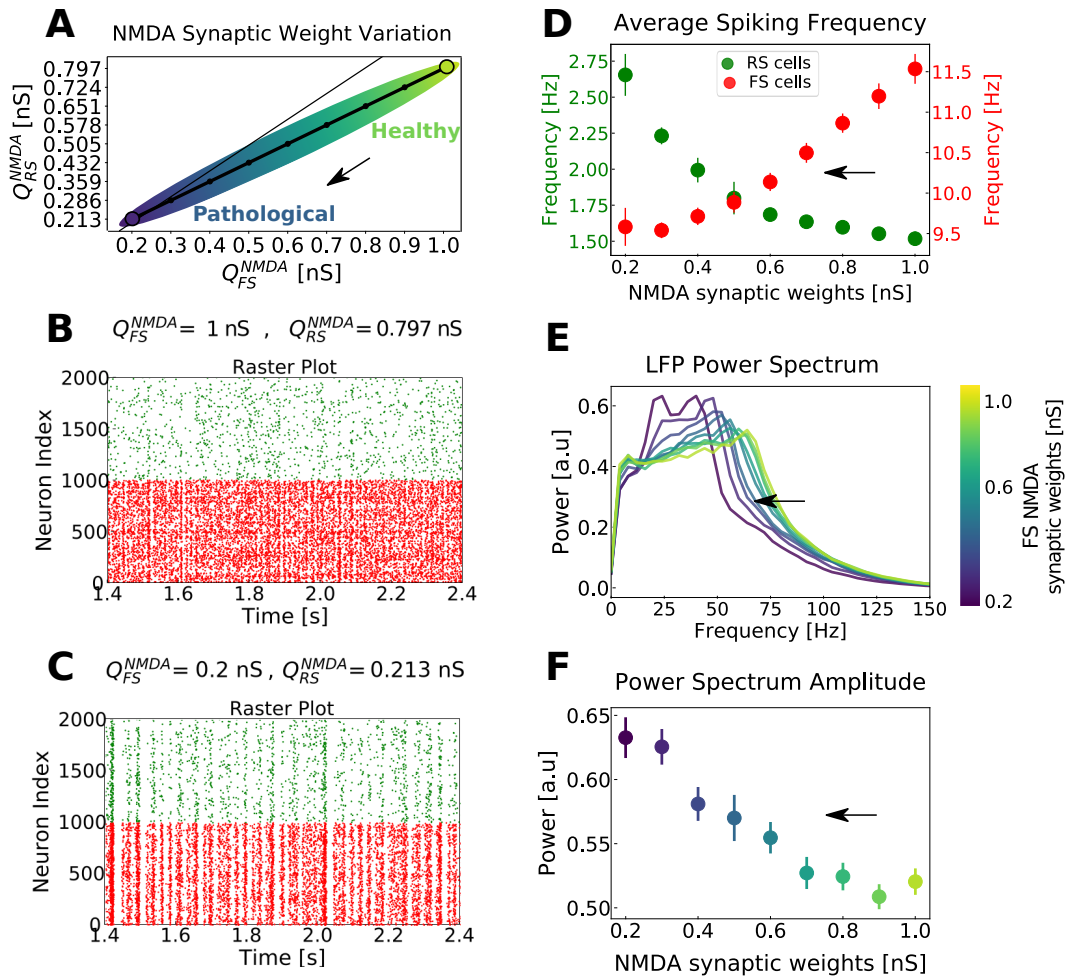 A
NMDA Synaptic Weight Variation
Q_RS^NMDA [nS]
0.797
0.724
0.651
0.578
0.505
0.432
0.359
0.286
0.213
Healthy
Pathological
0.2 0.3 0.4 0.5 0.6 0.7 0.8 0.9 1.0
Q_FS^NMDA [nS]
B
Q_FS^NMDA = 1 nS , Q_RS^NMDA = 0.797 nS
Raster Plot
Neuron Index
2000
1500
1000
500
0
1.4 1.6 1.8 2.0 2.2 2.4
Time [s]
C
Q_FS^NMDA = 0.2 nS , Q_RS^NMDA = 0.213 nS
Raster Plot
Neuron Index
2000
1500
1000
500
0
1.4 1.6 1.8 2.0 2.2 2.4
Time [s]
D
Average Spiking Frequency
Frequency [Hz]
2.75
2.50
2.25
2.00
1.75
1.50
RS cells
FS cells
11.5
11.0
10.5
10.0
9.5
Frequency [Hz]
0.2 0.4 0.6 0.8 1.0
NMDA synaptic weights [nS]
E
LFP Power Spectrum
Power [a.u]
0.6
0.4
0.2
0.0
0 25 50 75 100 125 150
Frequency [Hz]
1.0
0.6
0.2
FS NMDA
synaptic weights [nS]
F
Power Spectrum Amplitude
Power [a.u]
0.65
0.60
0.55
0.50
0.2 0.4 0.6 0.8 1.0
NMDA synaptic weights [nS]